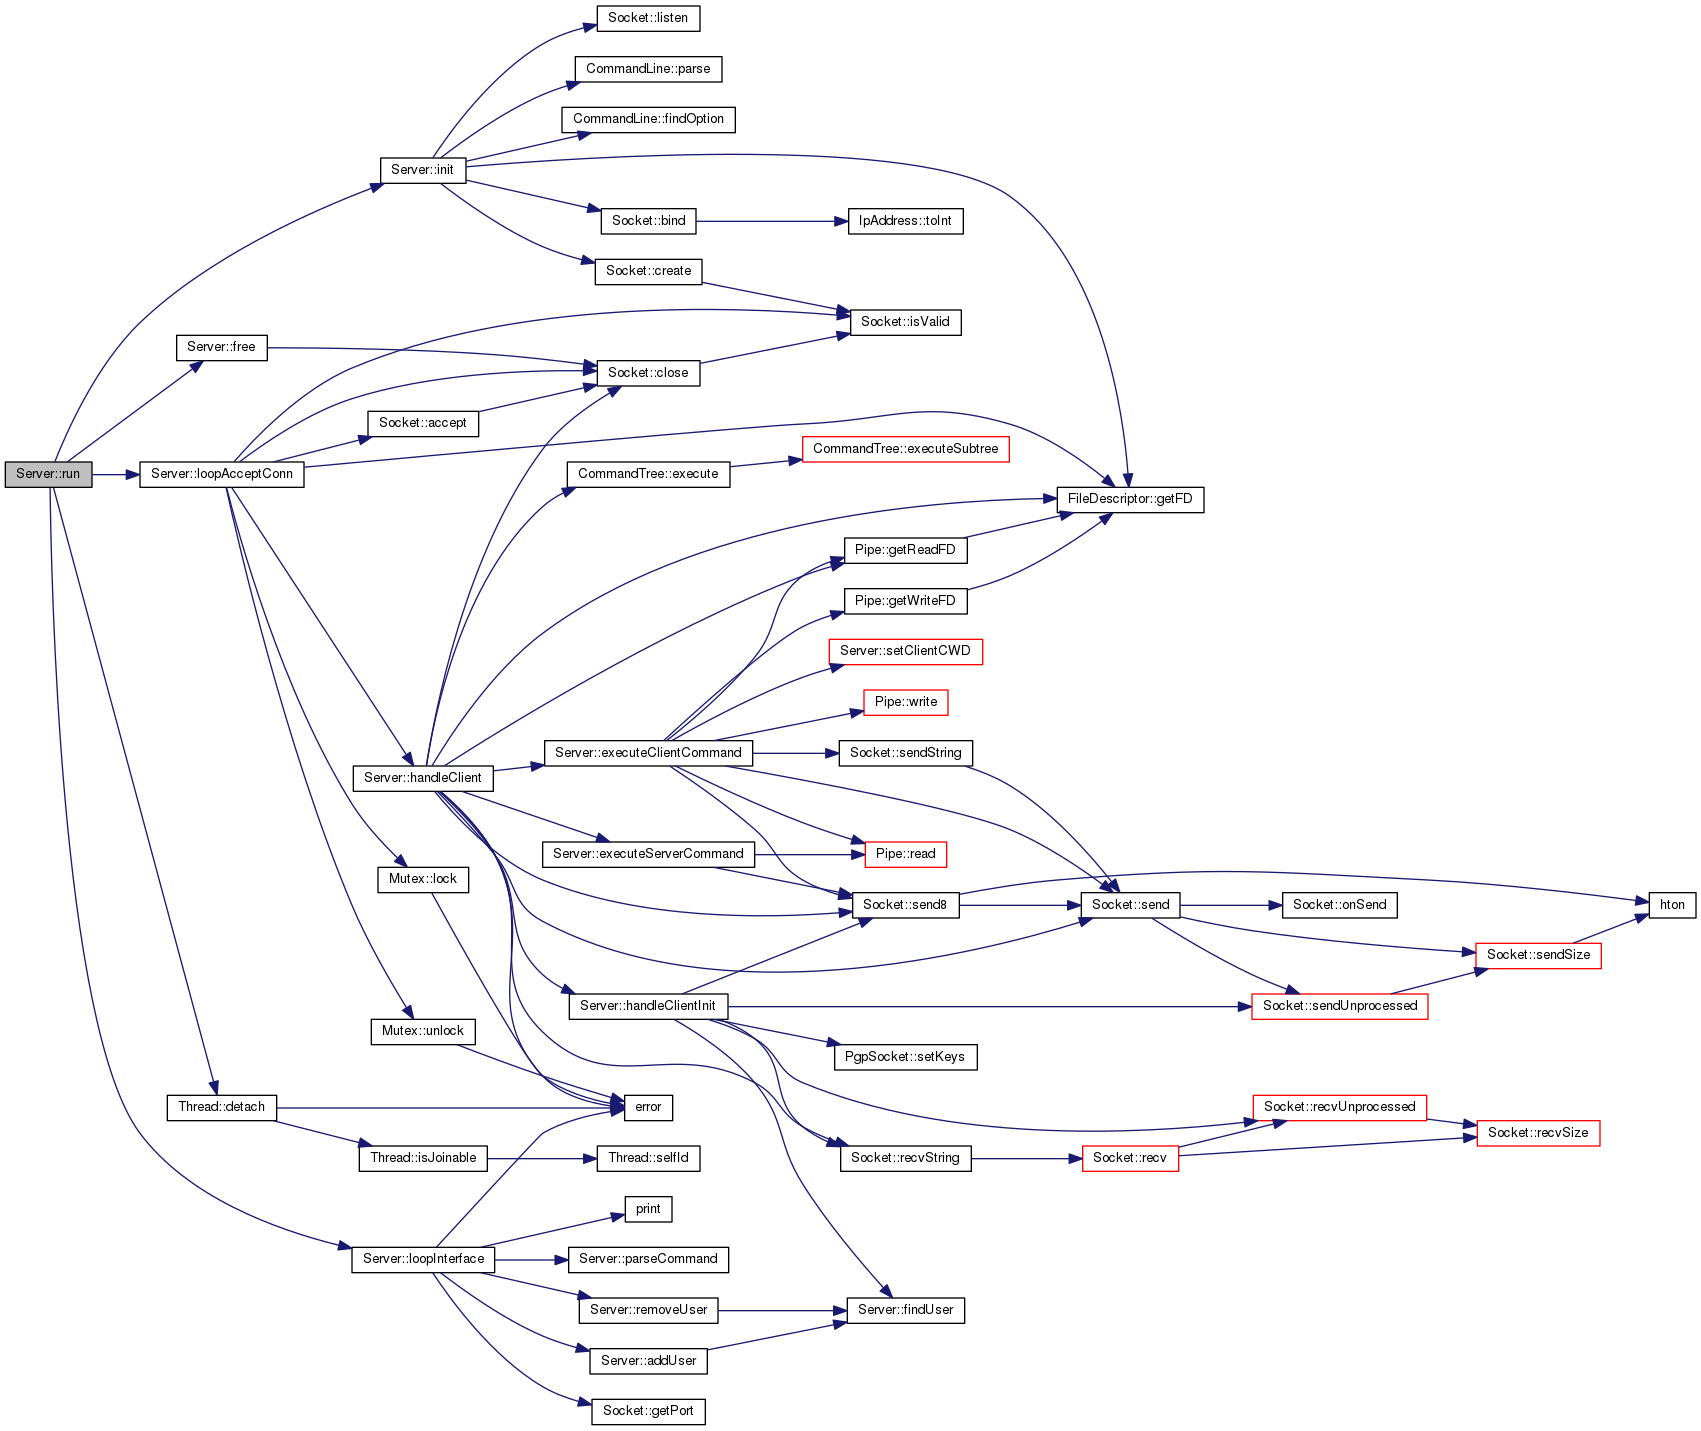 Socket::listen
CommandLine::parse
CommandLine::findOption
Server::init
Socket::bind
IpAddress::toInt
Socket::create
Socket::isValid
Server::free
Socket::close
Socket::accept
CommandTree::executeSubtree
Server::run
Server::loopAcceptConn
CommandTree::execute
FileDescriptor::getFD
Pipe::getReadFD
Pipe::getWriteFD
Server::setClientCWD
Pipe::write
Server::executeClientCommand
Socket::sendString
Server::handleClient
Server::executeServerCommand
Pipe::read
Mutex::lock
Socket::send8
Socket::send
Socket::onSend
hton
Socket::sendSize
Server::handleClientInit
Socket::sendUnprocessed
Mutex::unlock
PgpSocket::setKeys
Thread::detach
error
Socket::recvUnprocessed
Socket::recvSize
Thread::isJoinable
Thread::selfId
Socket::recvString
Socket::recv
print
Server::loopInterface
Server::parseCommand
Server::removeUser
Server::findUser
Server::addUser
Socket::getPort